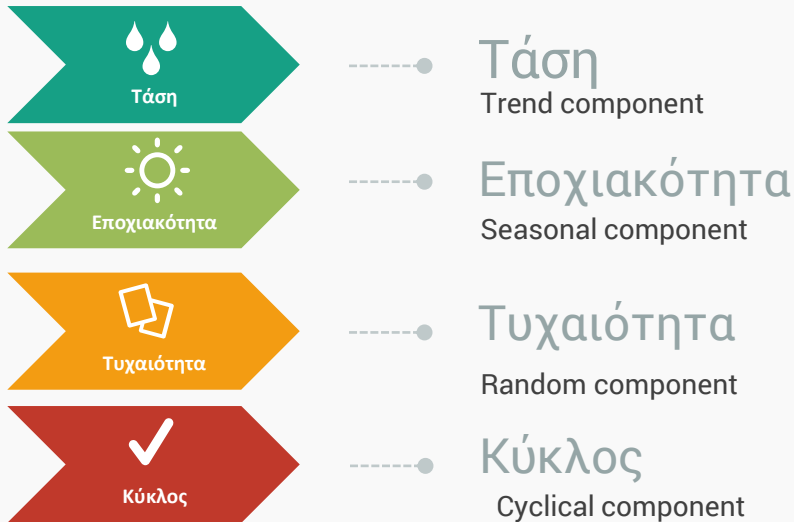 Τάση
Τάση
Trend component
Εποχιακότητα
Εποχιακότητα
Seasonal component
Τυχαιότητα
Τυχαιότητα
Random component
Κύκλος
Κύκλος
Cyclical component